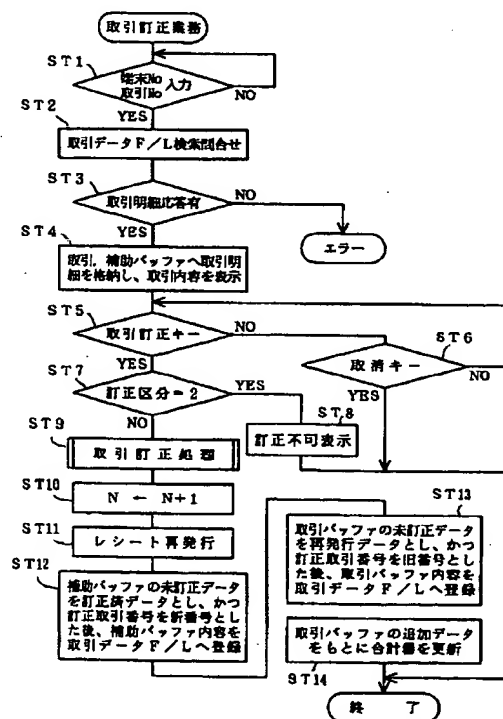 取引訂正業務
ST1
端末No
取引No
入力
NO
YES
ST2
取引データF/L検索問合せ
ST3
取引明細応答有
NO
YES
エラー
ST4
取引,補助バッファへ取引明
細を格納し、取引内容を表示
ST5
取引訂正キー
NO
ST6
取消キー
NO
YES
YES
ST7
訂正区分=2
YES
NO
ST8
訂正不可表示
ST9
取引訂正処理
ST10
N ← N+1
ST11
レシート再発行
ST12
補助バッファの未訂正データ
を訂正済データとし、かつ
訂正取引番号を新番号とし
た後、補助バッファ内容を
取引データF/Lへ登録
ST13
取引バッファの未訂正データ
を再発行データとし、かつ
訂正取引番号を旧番号とし
た後、取引バッファ内容を
取引データF/Lへ登録
取引バッファの追加データ
をもとに合計器を更新
ST14
終了